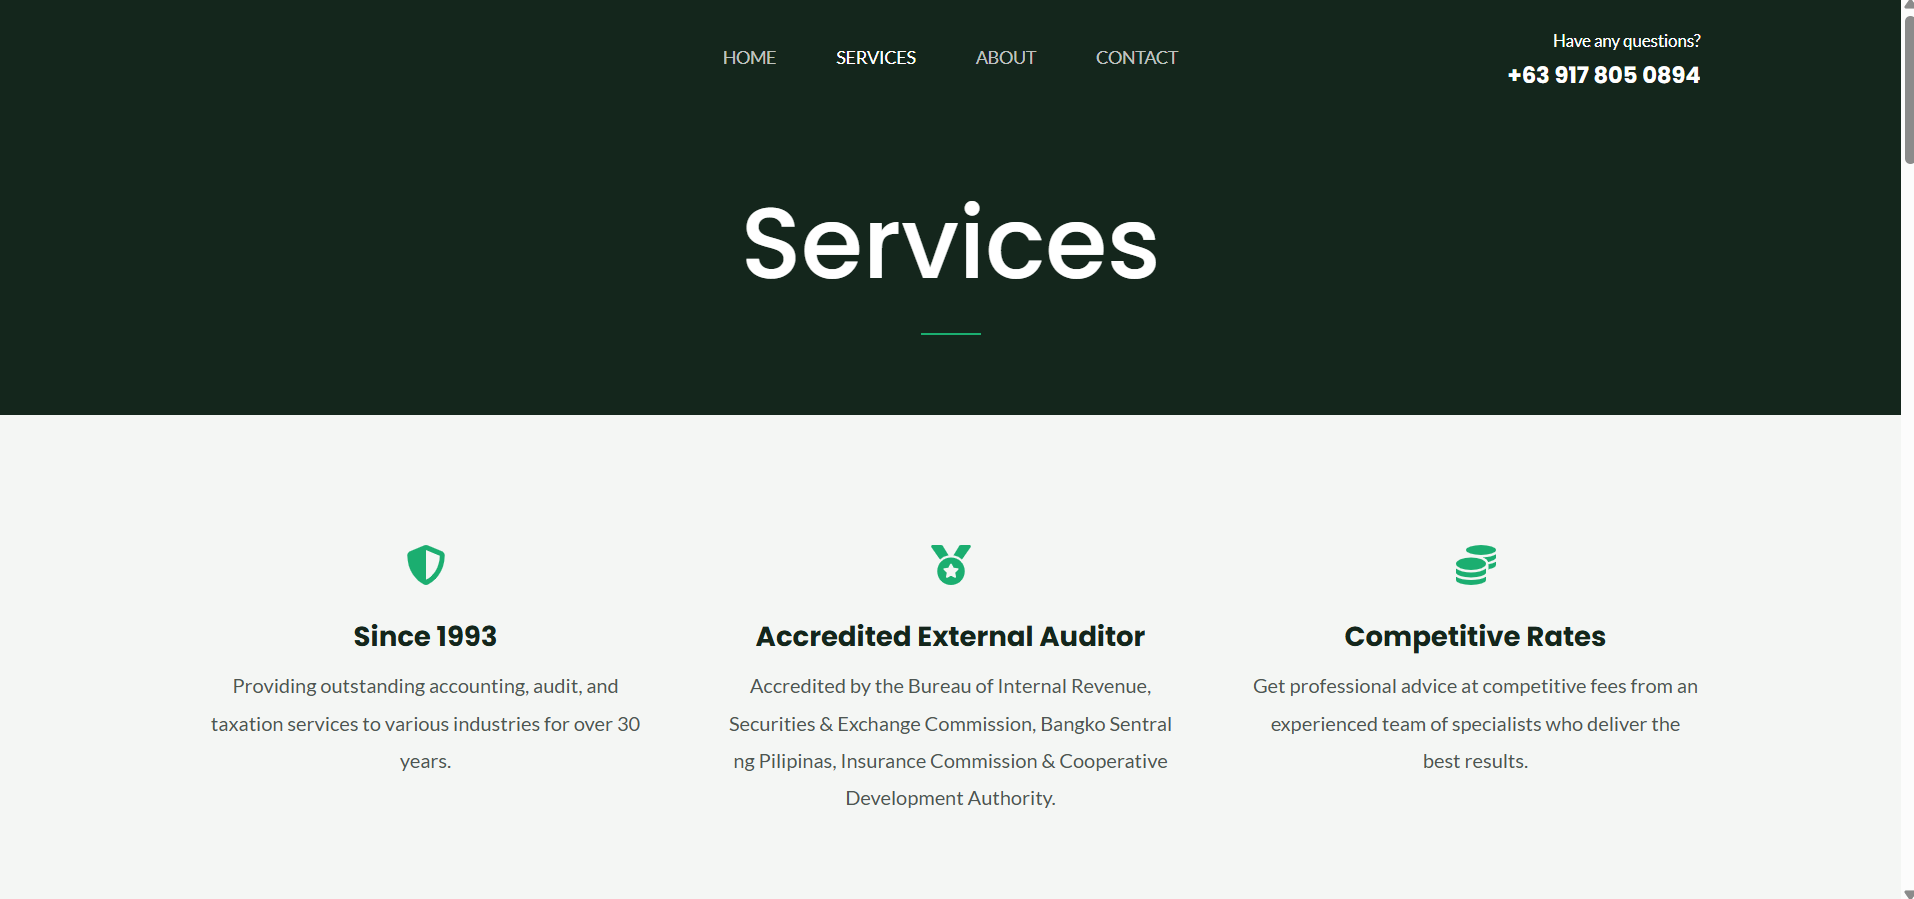 HOME
SERVICES
ABOUT
CONTACT
Have any questions?
+63 917 805 0894
Services
Since 1993
Providing outstanding accounting, audit, and
taxation services to various industries for over 30
years.
Accredited External Auditor
Accredited by the Bureau of Internal Revenue,
Securities & Exchange Commission, Bangko Sentral
ng Pilipinas, Insurance Commission & Cooperative
Development Authority.
Competitive Rates
Get professional advice at competitive fees from an
experienced team of specialists who deliver the
best results.